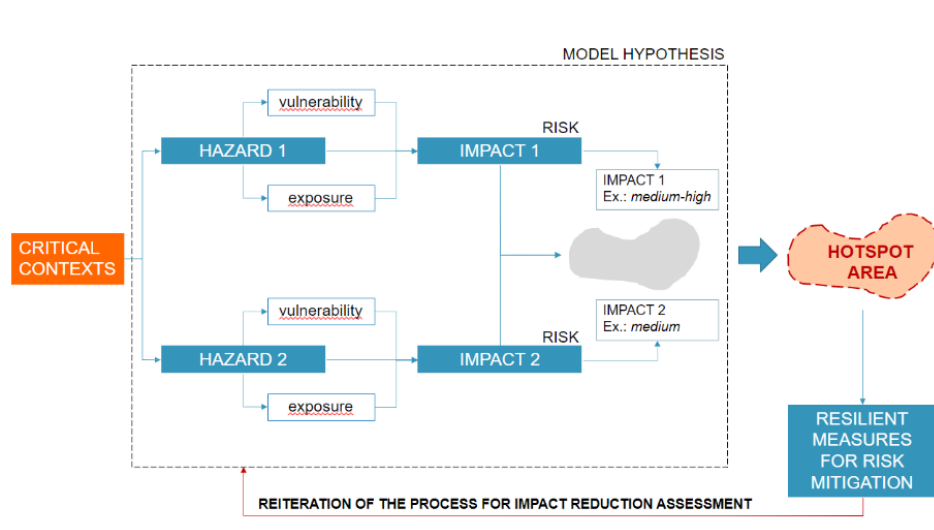 MODEL HYPOTHESIS
vulnerability
RISK
HAZARD 1
IMPACT 1
IMPACT 1
Ex.: medium-high
exposure
CRITICAL
CONTEXTS
HOTSPOT
AREA
vulnerability
IMPACT 2
Ex.: medium
RISK
HAZARD 2
IMPACT 2
exposure
RESILIENT
MEASURES
FOR RISK
MITIGATION
REITERATION OF THE PROCESS FOR IMPACT REDUCTION ASSESSMENT